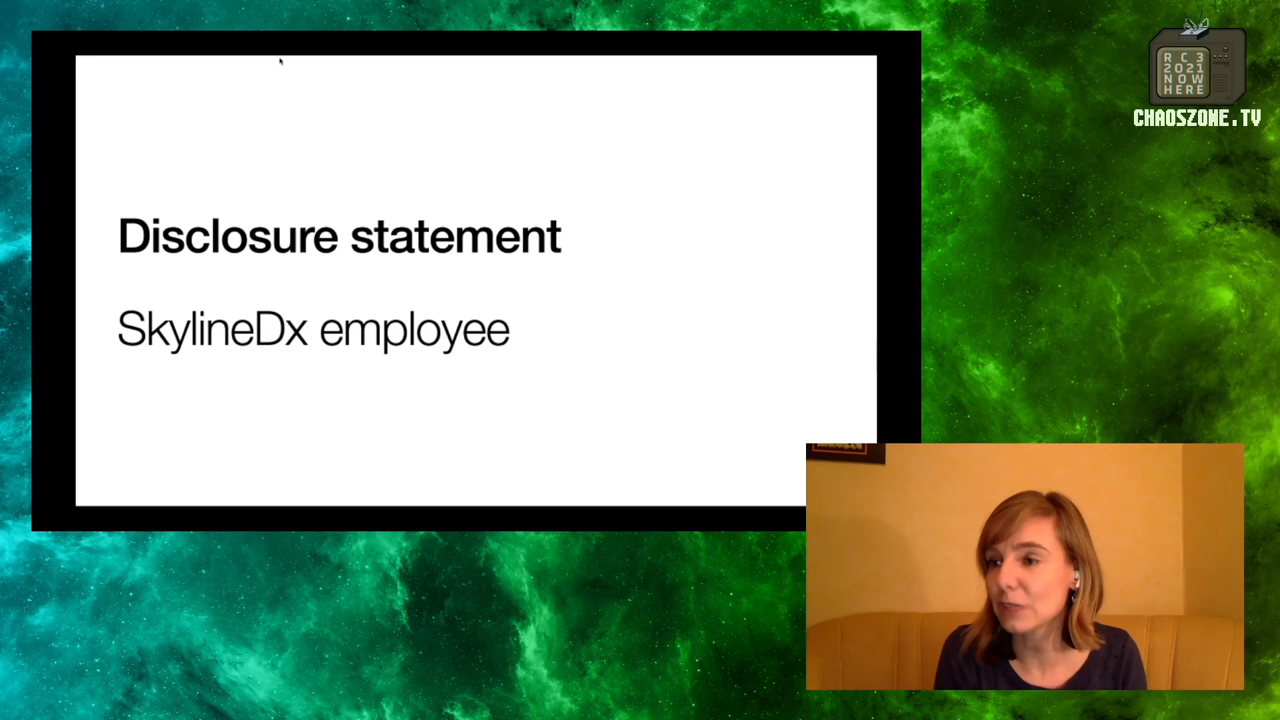 Disclosure statement
SkylineDx employee
RC3
2021
NOW
HERE
CHAOSZONE.TV